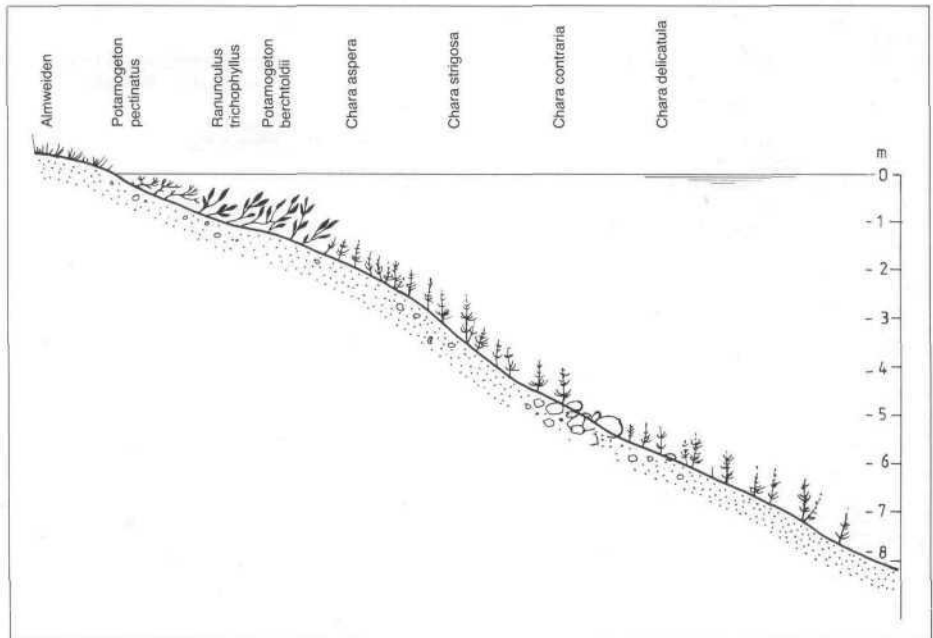 Almweiden
Potamogeton
pectinatus
Ranunculus
trichophyllus
Potamogeton
berchtoldii
Chara aspera
Chara strigosa
Chara contraria
Chara delicatula
m
0
- 1
- 2
- 3
- 4
- 5
- 6
- 7
- 8